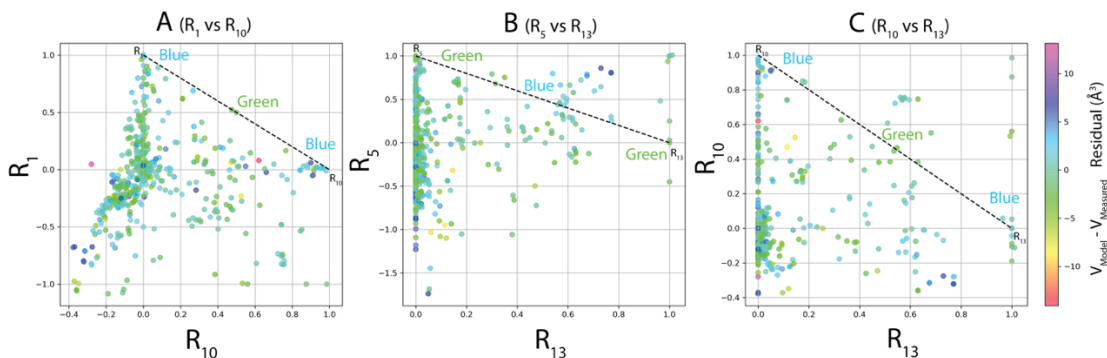 A (R₁ vs R₁₀)
B (R₅ vs R₁₃)
C (R₁₀ vs R₁₃)
R₁
1.0
0.5
0.0
-0.5
-1.0
R₁
Blue
Green
Blue
R₁₀
-0.4 -0.2 0.0 0.2 0.4 0.6 0.8 1.0
R₁₀
R₅
1.0
0.5
0.0
-0.5
-1.0
-1.5
R₅
Green
Blue
Green
R₁₃
0.0 0.2 0.4 0.6 0.8 1.0
R₁₃
R₁₀
1.0
0.8
0.6
0.4
0.2
0.0
-0.2
-0.4
R₁₀
Blue
Green
Blue
R₁₃
0.0 0.2 0.4 0.6 0.8 1.0
R₁₃
10
5
0
-5
-10
V_Model - V_Measured Residual (Å³)